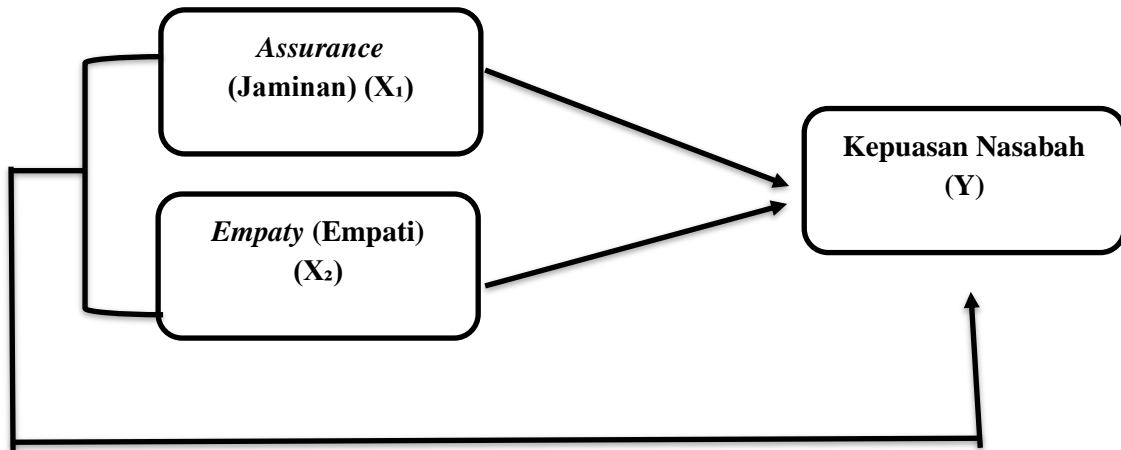 Assurance
(Jaminan) (X₁)
Kepuasan Nasabah
(Y)
Empaty (Empati)
(X₂)